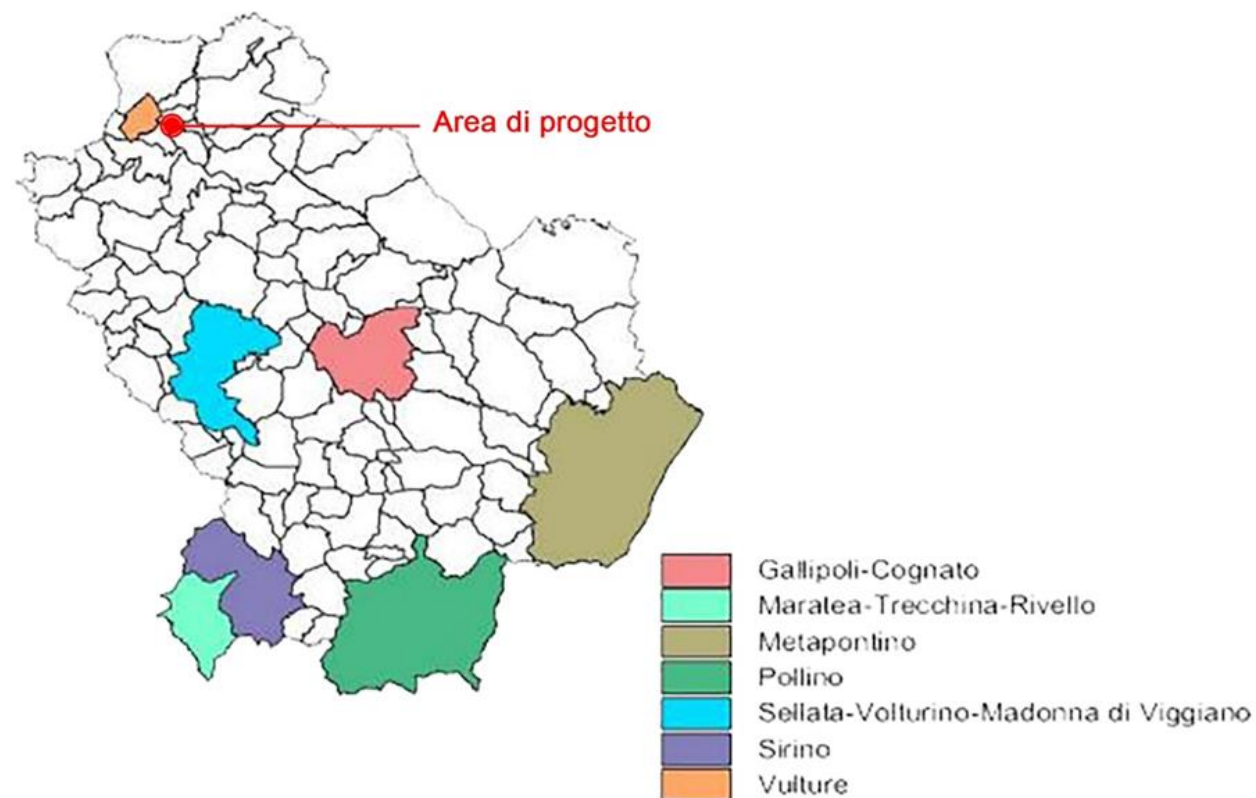 Area di progetto
Gallipoli-Cognato
Maratea-Trecchina-Rivello
Metapontino
Pollino
Sellata-Volturino-Madonna di Viggiano
Sirino
Vulture